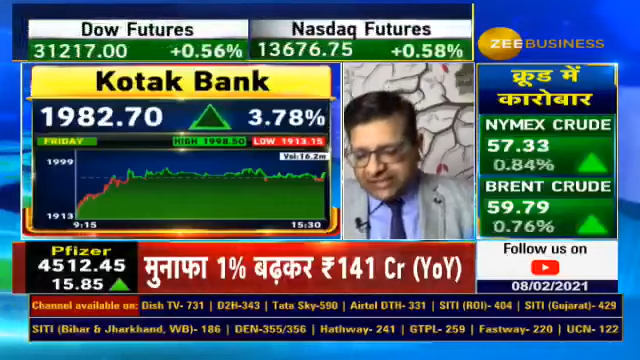 Dow Futures
31217.00 +0.56%
Nasdaq Futures
13676.75 +0.58%
ZEE BUSINESS
Kotak Bank
1982.70 3.78%
FRIDAY HIGH 1998.50 LOW 1913.15
Vol:16.2m
1999
1913
9:15 15:30
क्रूड में
कारोबार
NYMEX CRUDE
57.33
0.84%
BRENT CRUDE
59.79
0.76%
Pfizer
4512.45
15.85
मुनाफा 1% बढ़कर ₹141 Cr (YoY)
Follow us on
08/02/2021
Channel available on: Dish TV- 731 | D2H-343 | Tata Sky-590 | Airtel DTH- 331 | SITI (ROI)- 404 | SITI (Gujarat)- 429
SITI (Bihar & Jharkhand, WB)- 186 | DEN-355/356 | Hathway- 241 | GTPL- 259 | Fastway- 220 | UCN- 122